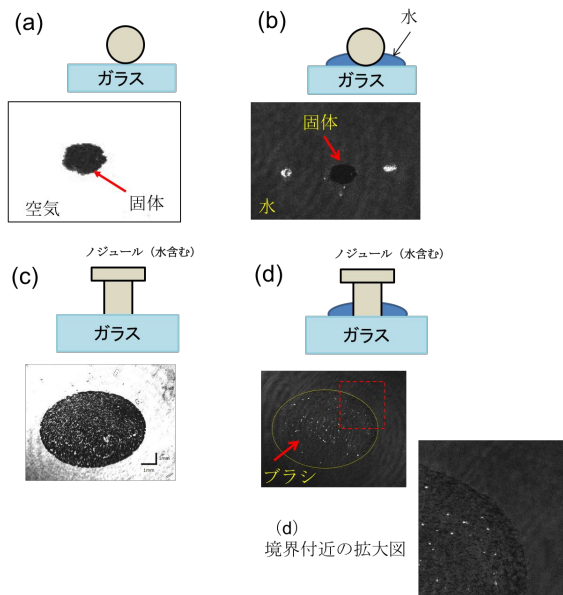 (a)
ガラス
固体
空気
(b)
水
ガラス
固体
水
ノジュール（水含む）
(c)
ガラス
1mm
1mm
ノジュール（水含む）
(d)
ガラス
ブラシ
(d)
境界付近の拡大図